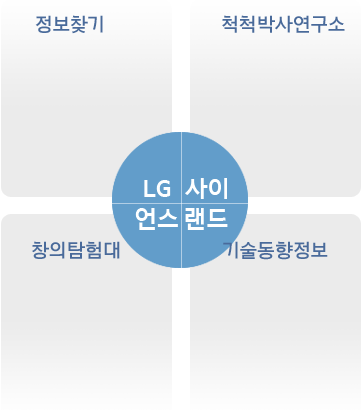 정보찾기
척척박사연구소
LG 사이
언스 랜드
창의탐험대
기술동향정보